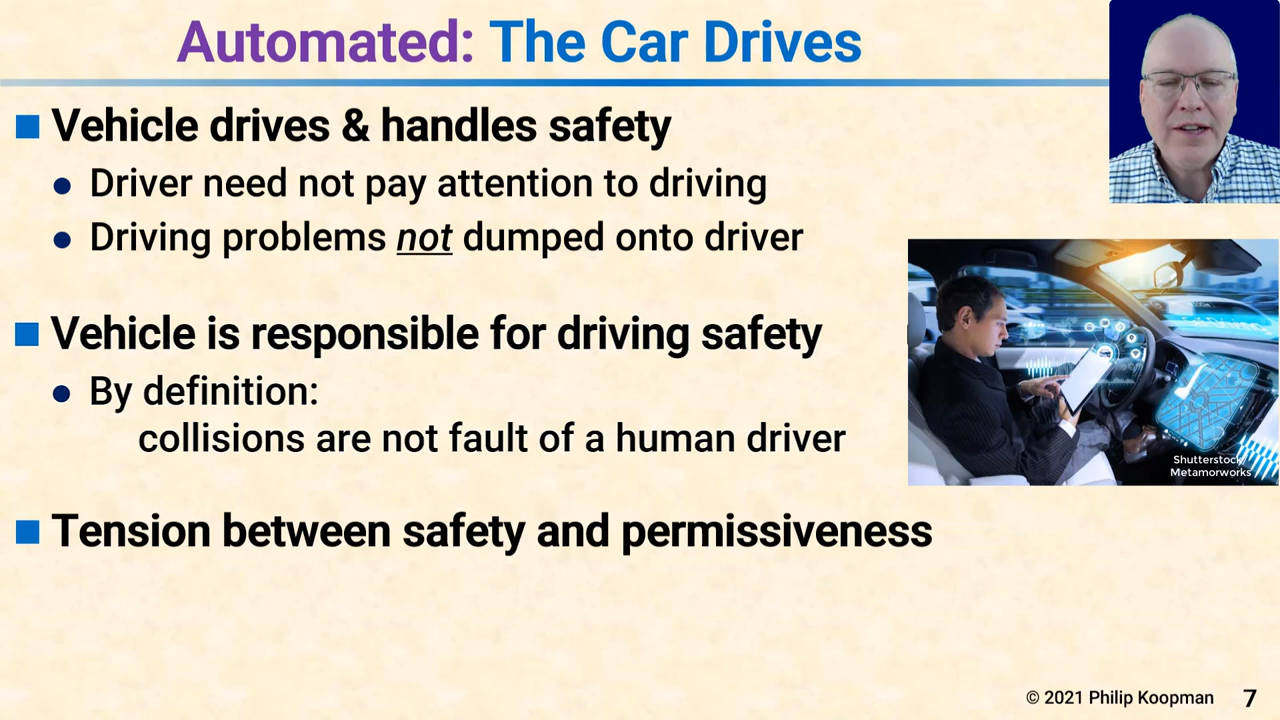 Automated: The Car Drives
Vehicle drives & handles safety
Driver need not pay attention to driving
Driving problems not dumped onto driver
Vehicle is responsible for driving safety
By definition:
collisions are not fault of a human driver
Tension between safety and permissiveness
Shutterstock/
Metamorworks
© 2021 Philip Koopman 7